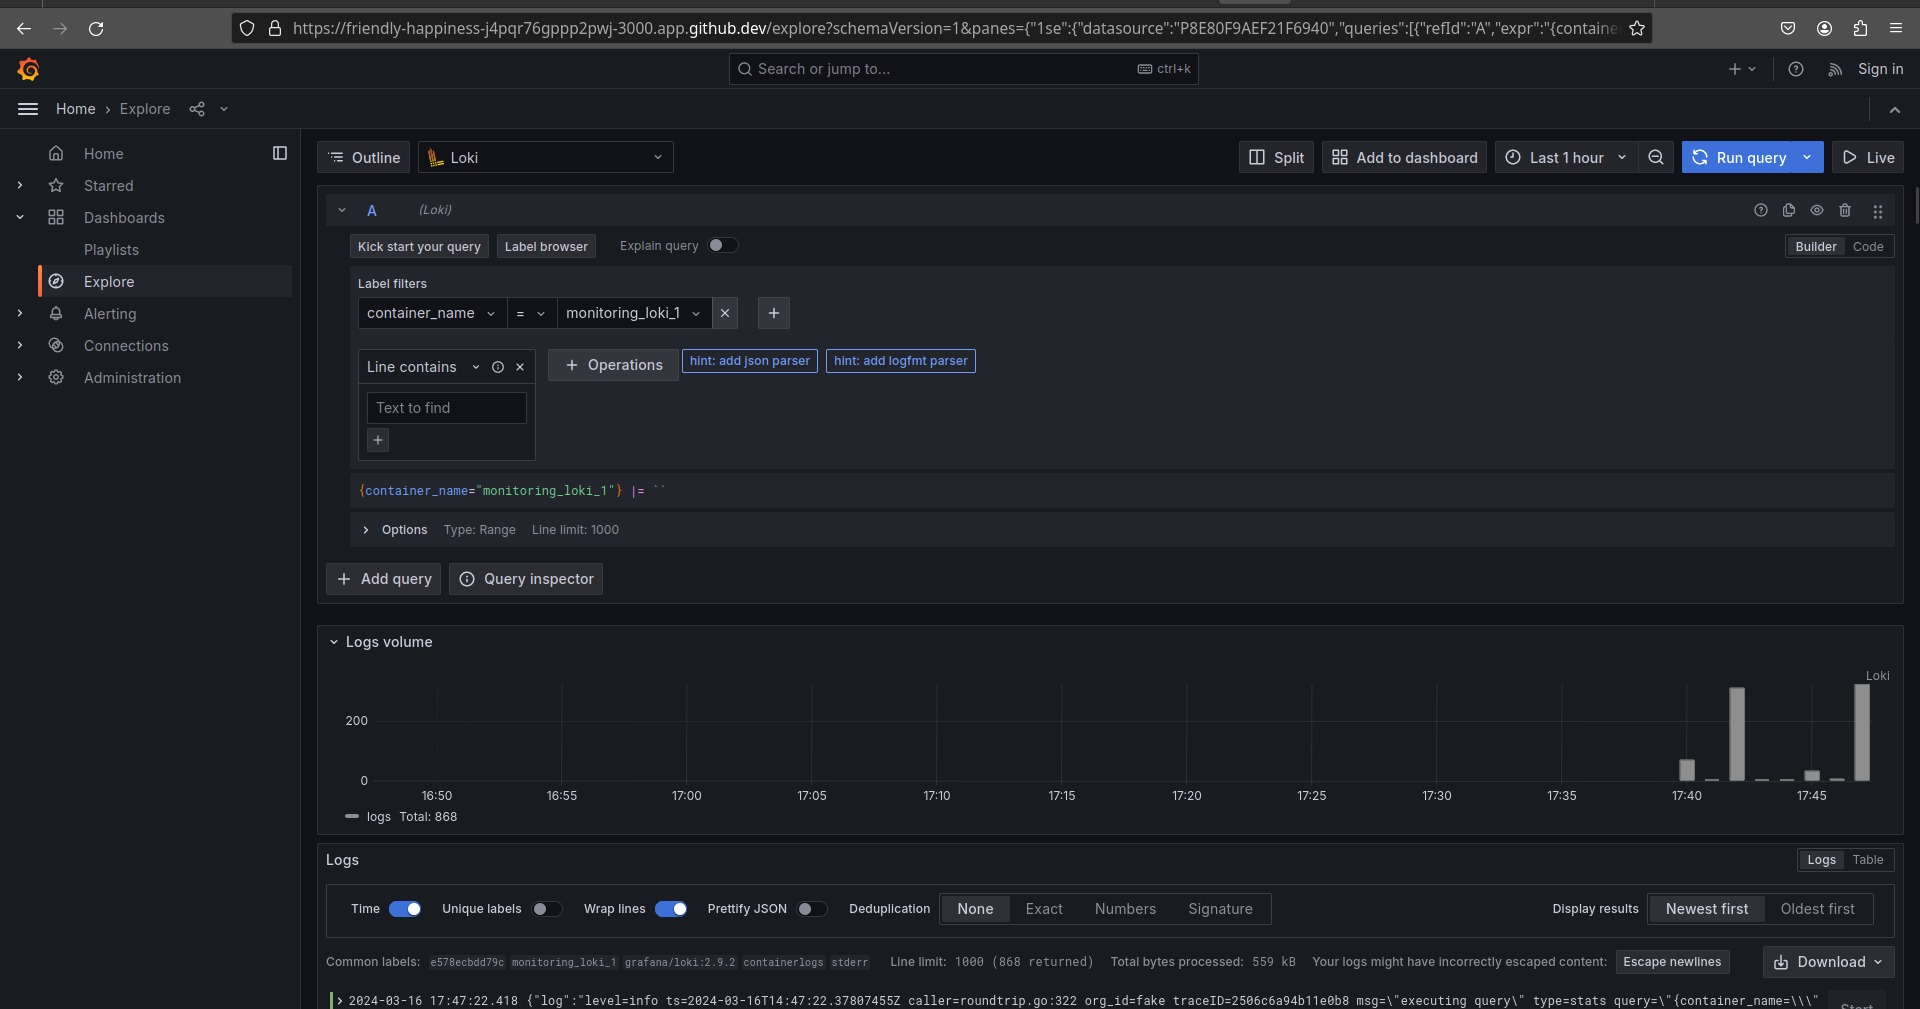 https://friendly-happiness-j4pqr76gppp2pwj-3000.app.github.dev/explore?schemaVersion=1&panes={"1se":{"datasource":"P8E80F9AEF21F6940","queries":[{"refId":"A","expr":"{containe
Search or jump to... ctrl+k
Sign in
Home › Explore
Home
Starred
Dashboards
Playlists
Explore
Alerting
Connections
Administration
Outline Loki Split Add to dashboard Last 1 hour Run query Live
A (Loki)
Kick start your query Label browser Explain query Builder Code
Label filters
container_name = monitoring_loki_1
Line contains Operations hint: add json parser hint: add logfmt parser
Text to find
{container_name="monitoring_loki_1"} |= ``
Options Type: Range Line limit: 1000
Add query Query inspector
Logs volume
Loki
200
0
16:50 16:55 17:00 17:05 17:10 17:15 17:20 17:25 17:30 17:35 17:40 17:45
logs Total: 868
Logs Logs Table
Time Unique labels Wrap lines Prettify JSON Deduplication None Exact Numbers Signature Display results Newest first Oldest first
Common labels: e578ecbdd79c monitoring_loki_1 grafana/loki:2.9.2 containerlogs stderr Line limit: 1000 (868 returned) Total bytes processed: 559 kB Your logs might have incorrectly escaped content: Escape newlines Download
2024-03-16 17:47:22.418 {"log":"level=info ts=2024-03-16T14:47:22.37807455Z caller=roundtrip.go:322 org_id=fake traceID=2506c6a94b11e0b8 msg=\"executing query\" type=stats query=\"{container_name=\\\"
Start